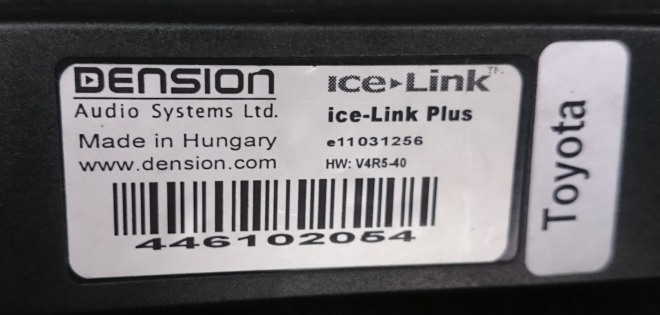 DENSION
Audio Systems Ltd.
Made in Hungary
www.dension.com
ice►Link™
ice-Link Plus
e11031256
HW: V4R5-40
446102054
Toyota